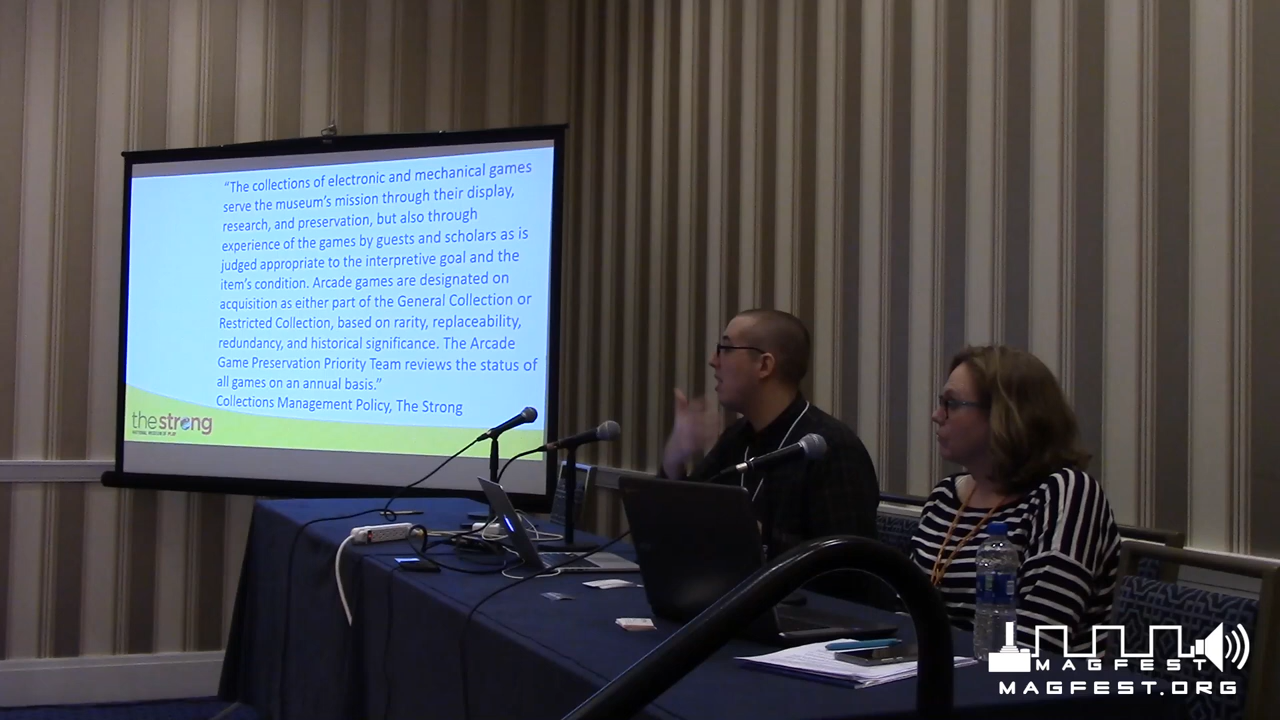 “The collections of electronic and mechanical games
serve the museum’s mission through their display,
research, and preservation, but also through
experience of the games by guests and scholars as is
judged appropriate to the interpretive goal and the
item’s condition. Arcade games are designated on
acquisition as either part of the General Collection or
Restricted Collection, based on rarity, replaceability,
redundancy, and historical significance. The Arcade
Game Preservation Priority Team reviews the status of
all games on an annual basis.”
Collections Management Policy, The Strong
thestrong
NATIONAL MUSEUM OF PLAY
MAGFEST
MAGFEST.ORG